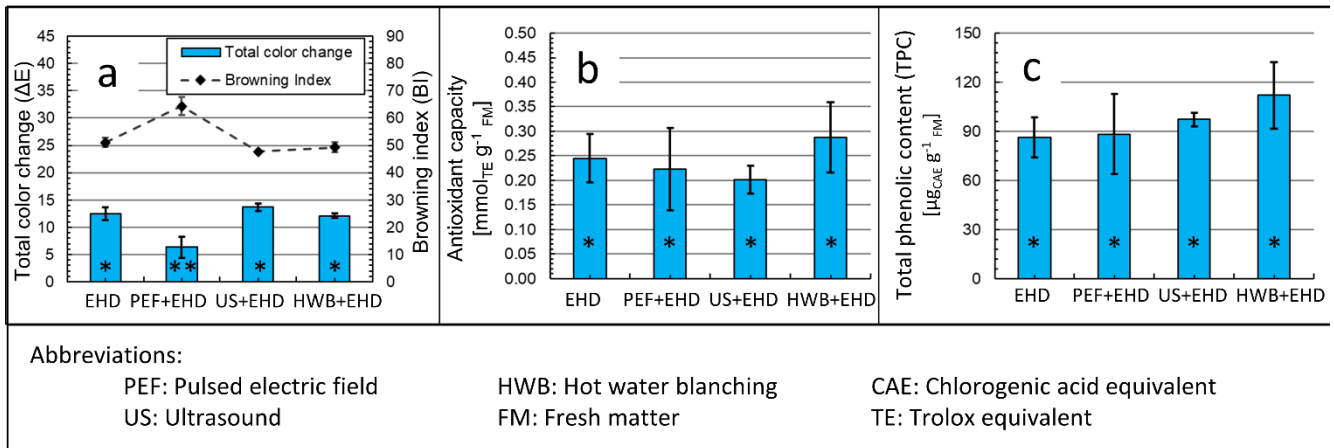 a
Total color change
Browning Index
Total color change (ΔE)
45
40
35
30
25
20
15
10
5
0
Browning index (BI)
90
80
70
60
50
40
30
20
10
0
* ** * *
EHD PEF+EHD US+EHD HWB+EHD
b
Antioxidant capacity
[mmolTE g-1 FM]
0.50
0.45
0.40
0.35
0.30
0.25
0.20
0.15
0.10
0.05
0.00
* * * *
EHD PEF+EHD US+EHD HWB+EHD
c
Total phenolic content (TPC)
[µgCAE g-1 FM]
150
120
90
60
30
0
* * * *
EHD PEF+EHD US+EHD HWB+EHD
Abbreviations:
PEF: Pulsed electric field HWB: Hot water blanching CAE: Chlorogenic acid equivalent
US: Ultrasound FM: Fresh matter TE: Trolox equivalent